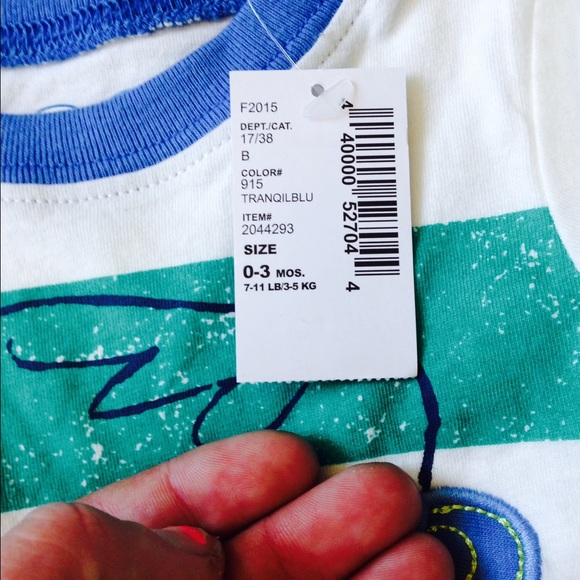 F2015
DEPT./CAT.
17/38
B
COLOR#
915
TRANQILBLU
ITEM#
2044293
SIZE
0-3 MOS.
7-11 LB/3-5 KG
4 40000 52704 4